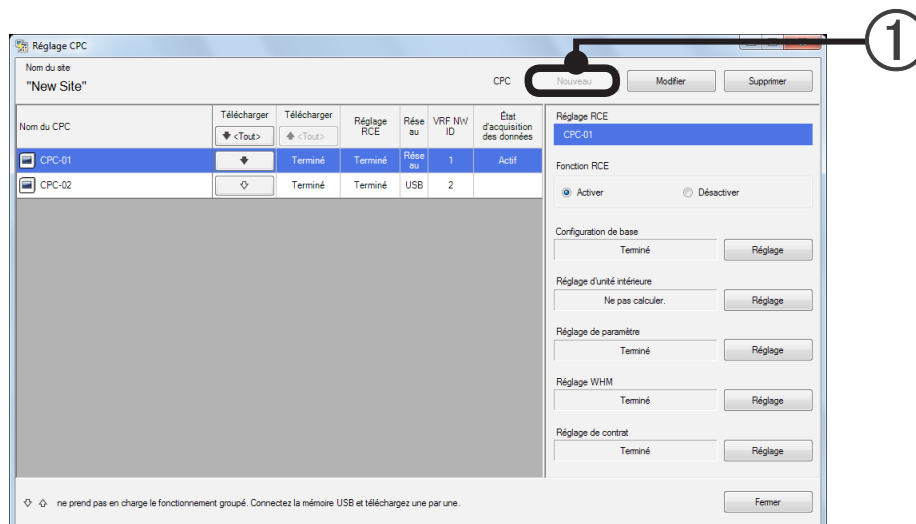 Réglage CPC
①
Nom du site
"New Site"
CPC
Nouveau
Modifier
Supprimer
Nom du CPC
Télécharger
<Tout>
Télécharger
<Tout>
Réglage
RCE
Rése
au
VRF NW
ID
État
d'acquisition
des données
CPC-01
Terminé
Terminé
Rése
au
1
Actif
CPC-02
Terminé
Terminé
USB
2
Réglage RCE
CPC-01
Fonction RCE
Activer
Désactiver
Configuration de base
Terminé
Réglage
Réglage d'unité intérieure
Ne pas calculer.
Réglage
Réglage de paramètre
Terminé
Réglage
Réglage WHM
Terminé
Réglage
Réglage de contrat
Terminé
Réglage
ne prend pas en charge le fonctionnement groupé. Connectez la mémoire USB et téléchargez une par une.
Fermer